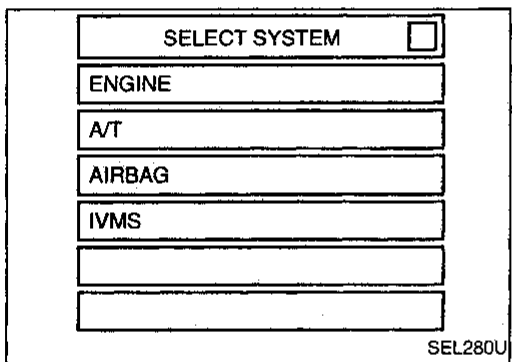 SELECT SYSTEM
ENGINE
A/T
AIRBAG
IVMS
SEL280U